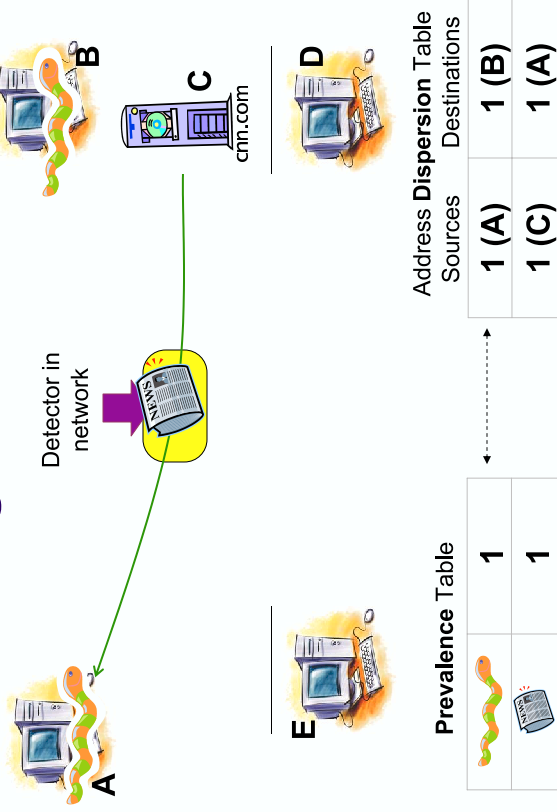 Detector in
network
A
B
C
cnn.com
E
D
NEWS
Prevalence Table
1
NEWS
1
Address Dispersion Table
Sources Destinations
1 (A) 1 (B)
1 (C) 1 (A)